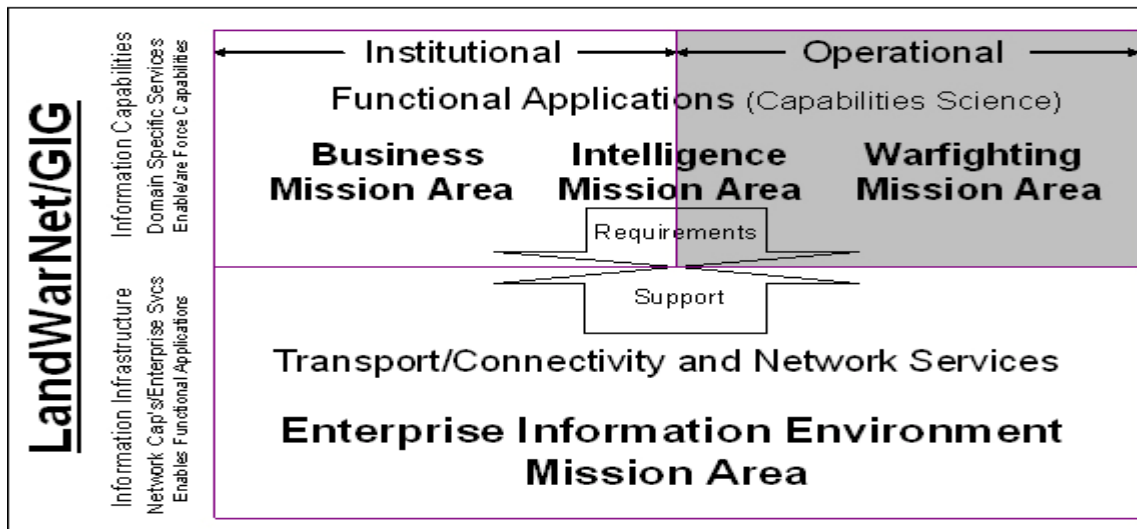 LandWarNet/GIG
Information Capabilities
Domain Specific Services
Enable/are Force Capabilities
Information Infrastructure
Network Cap's/Enterprise Svcs
Enables Functional Applications
Institutional
Operational
Functional Applications (Capabilities Science)
Business
Mission Area
Intelligence
Mission Area
Warfighting
Mission Area
Requirements
Support
Transport/Connectivity and Network Services
Enterprise Information Environment
Mission Area